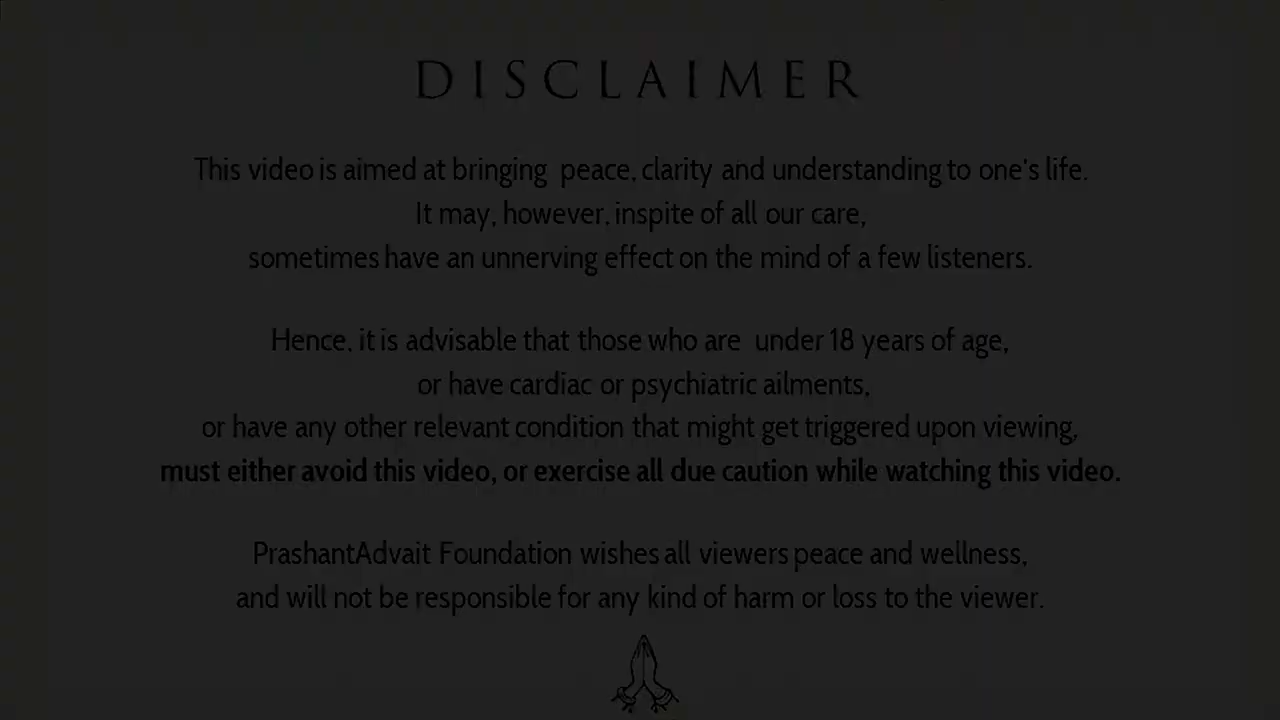 DISCLAIMER
This video is aimed at bringing peace, clarity and understanding to one's life.
It may, however, inspite of all our care,
sometimes have an unnerving effect on the mind of a few listeners.
Hence, it is advisable that those who are under 18 years of age,
or have cardiac or psychiatric ailments,
or have any other relevant condition that might get triggered upon viewing,
must either avoid this video, or exercise all due caution while watching this video.
PrashantAdvait Foundation wishes all viewers peace and wellness,
and will not be responsible for any kind of harm or loss to the viewer.